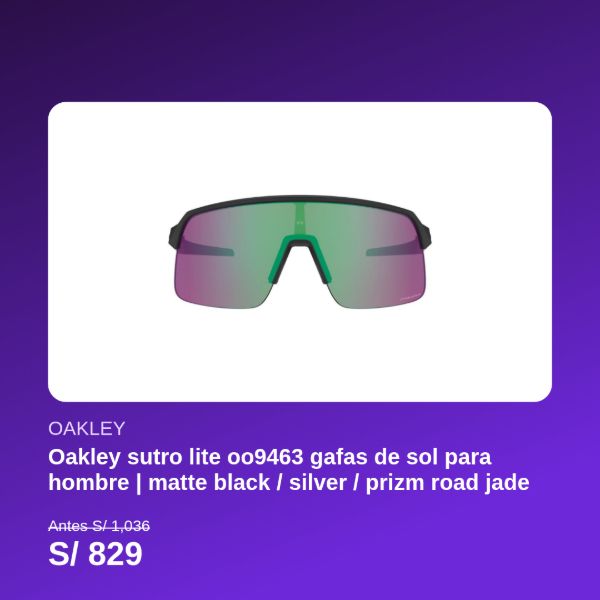 OAKLEY
Oakley sutro lite oo9463 gafas de sol para
hombre | matte black / silver / prizm road jade
Antes S/ 1,036
S/ 829